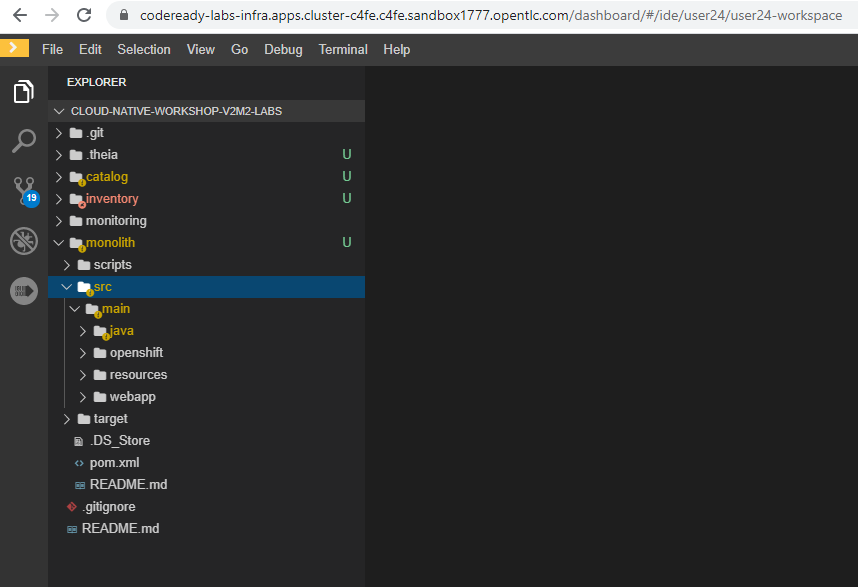 codeready-labs-infra.apps.cluster-c4fe.c4fe.sandbox1777.opentlc.com/dashboard/#/ide/user24/user24-workspace
File Edit Selection View Go Debug Terminal Help
EXPLORER
CLOUD-NATIVE-WORKSHOP-V2M2-LABS
.git
.theia U
catalog U
19
inventory U
monitoring
monolith U
scripts
src
main
java
openshift
resources
webapp
target
.DS_Store
pom.xml
README.md
.gitignore
README.md